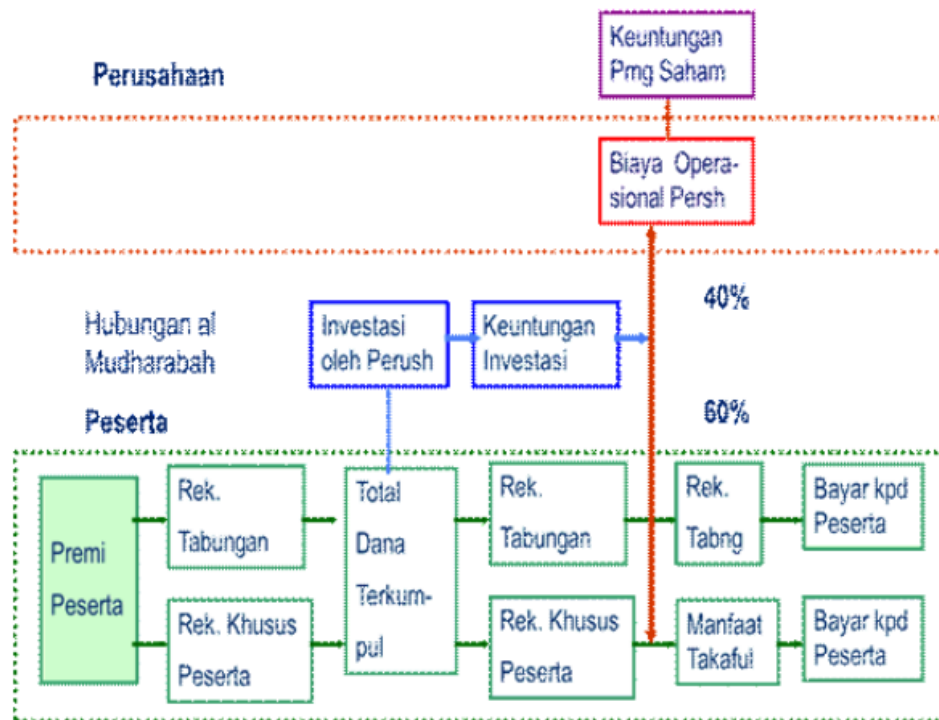 Keuntungan
Pmg Saham
Perusahaan
Biaya Opera-
sional Persh
40%
Hubungan al
Mudharabah
Investasi
oleh Perush
Keuntungan
Investasi
60%
Peserta
Premi
Peserta
Rek.
Tabungan
Rek. Khusus
Peserta
Total
Dana
Terkum-
pul
Rek.
Tabungan
Rek. Khusus
Peserta
Rek.
Tabng
Manfaat
Takaful
Bayar kpd
Peserta
Bayar kpd
Peserta